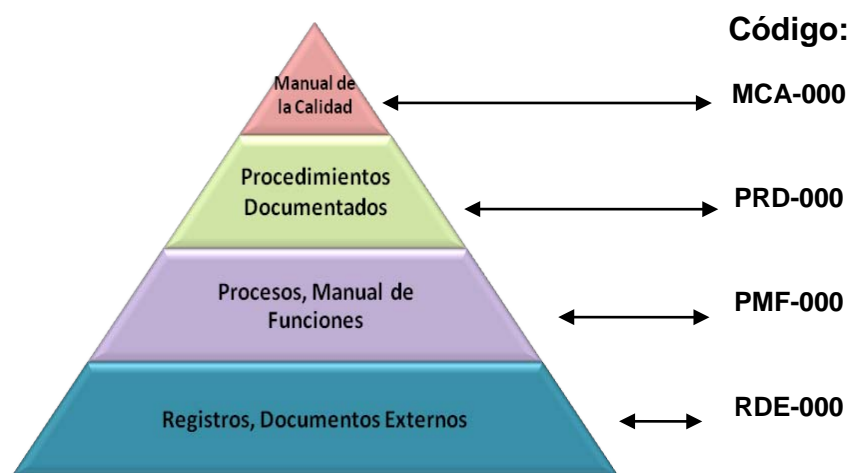 Código:
Manual de
la Calidad
MCA-000
Procedimientos
Documentados
PRD-000
Procesos, Manual de
Funciones
PMF-000
Registros, Documentos Externos
RDE-000